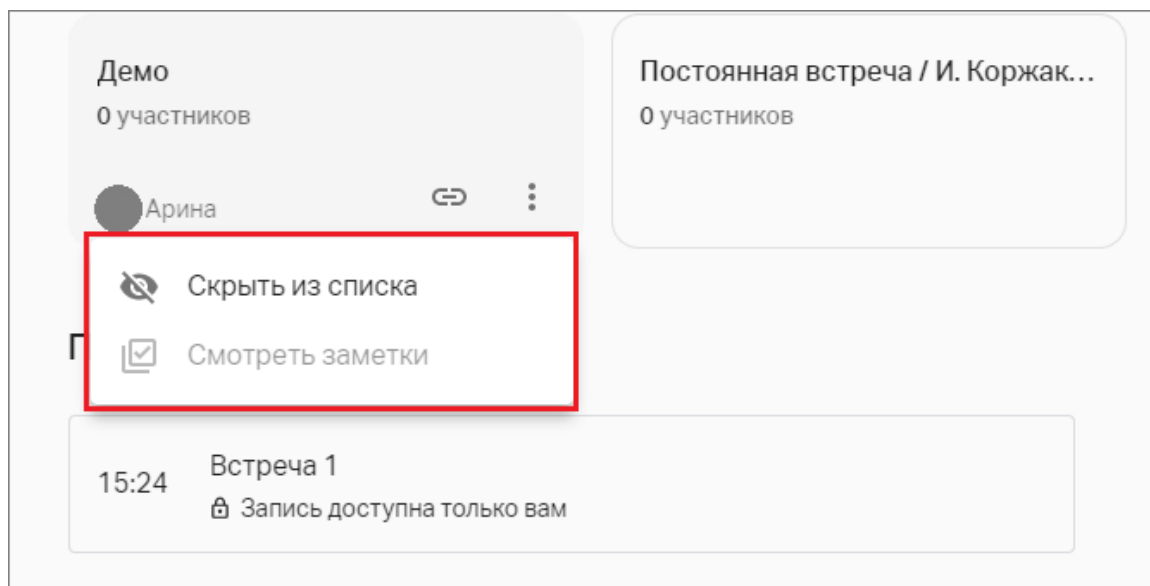 Демо
0 участников
Арина
Постоянная встреча / И. Коржак...
0 участников
Скрыть из списка
Смотреть заметки
15:24
Встреча 1
Запись доступна только вам